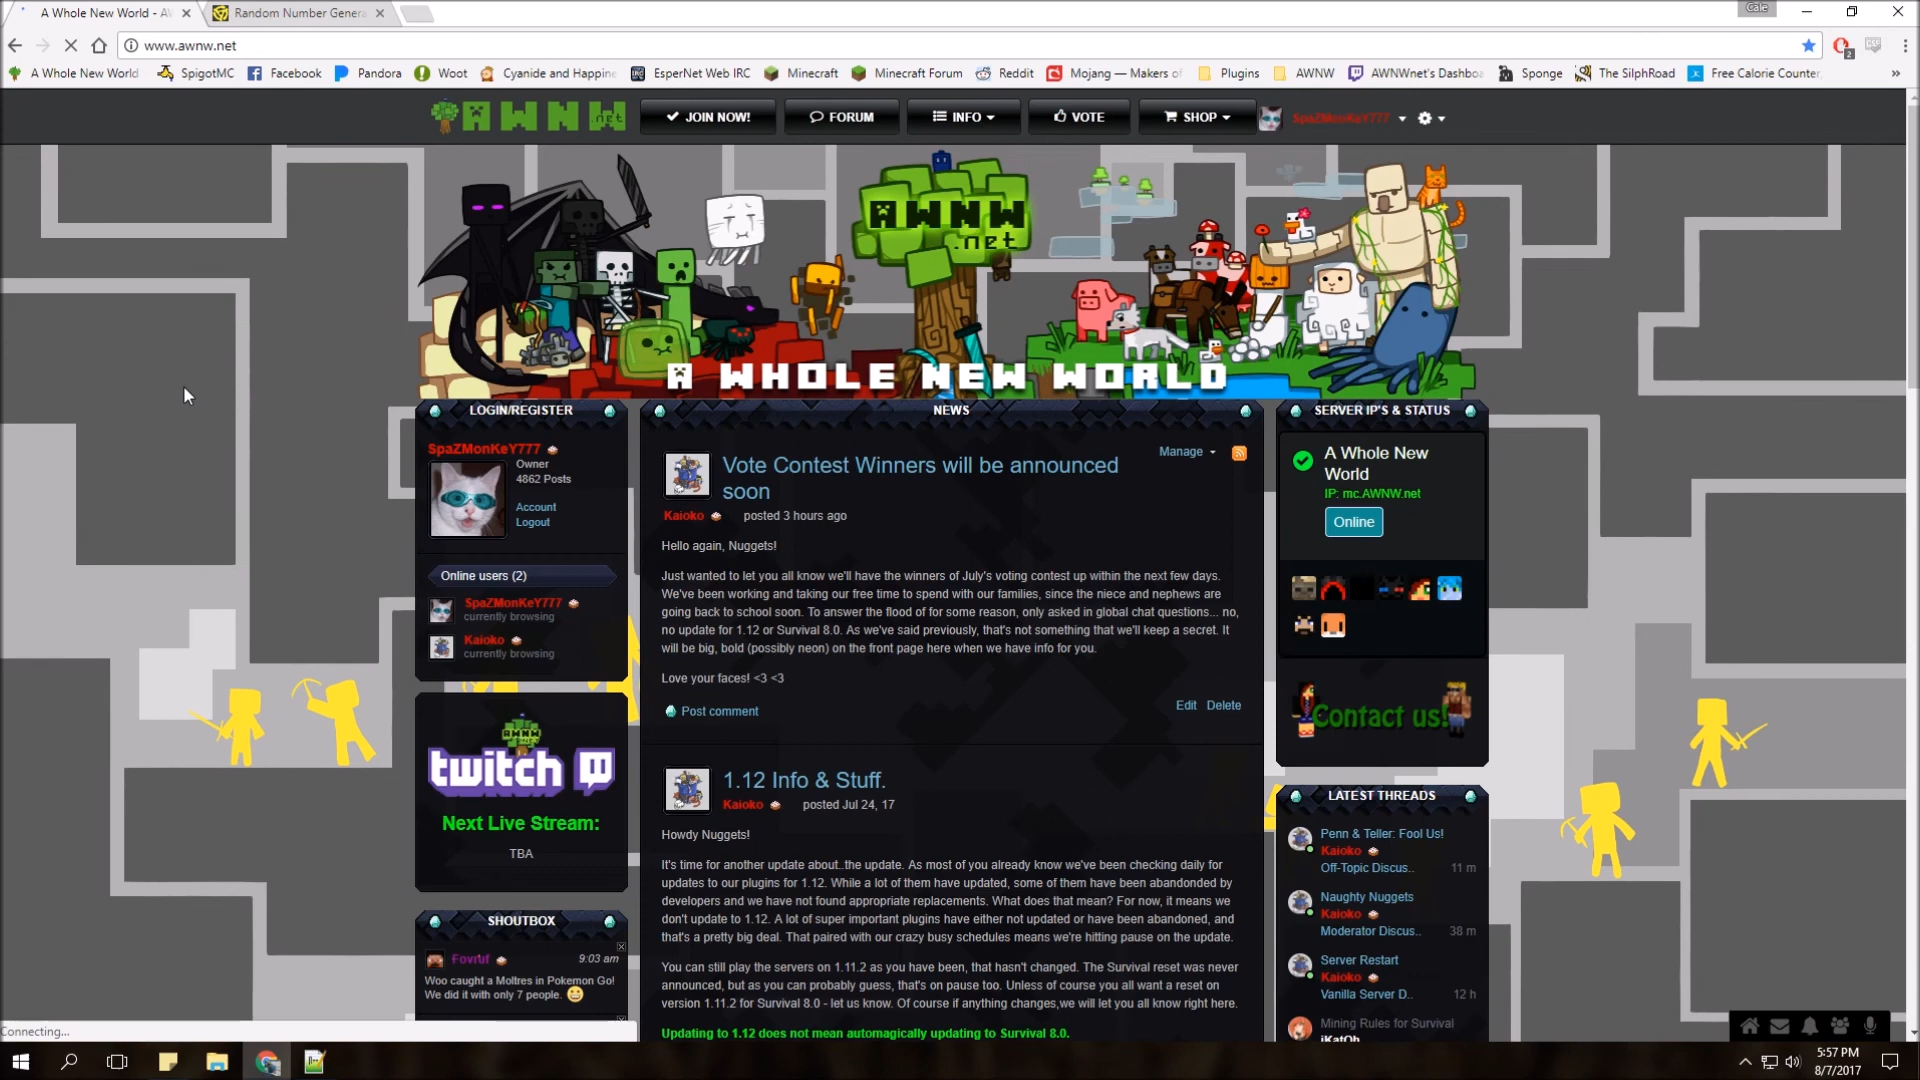 A Whole New World - AW
Random Number Genera
Cale
www.awnw.net
2
A Whole New World
SpigotMC
Facebook
Pandora
Woot
Cyanide and Happine
EsperNet Web IRC
Minecraft
Minecraft Forum
Reddit
Mojang — Makers of
Plugins
AWNW
AWNWnet's Dashboa
Sponge
The SilphRoad
Free Calorie Counter,
»
AWNW
.net
JOIN NOW!
FORUM
INFO
VOTE
SHOP
SpaZMonKeY777
AWNW
.net
A WHOLE NEW WORLD
LOGIN/REGISTER
SpaZMonKeY777
Owner
4862 Posts
Account
Logout
Online users (2)
SpaZMonKeY777
currently browsing
Kaioko
currently browsing
AWNW
twitch
Next Live Stream:
TBA
SHOUTBOX
Fovruf
9:03 am
Woo caught a Moltres in Pokemon Go!
We did it with only 7 people.
NEWS
Manage
Vote Contest Winners will be announced
soon
Kaioko posted 3 hours ago
Hello again, Nuggets!
Just wanted to let you all know we'll have the winners of July's voting contest up within the next few days.
We've been working and taking our free time to spend with our families, since the niece and nephews are
going back to school soon. To answer the flood of for some reason, only asked in global chat questions... no,
no update for 1.12 or Survival 8.0. As we've said previously, that's not something that we'll keep a secret. It
will be big, bold (possibly neon) on the front page here when we have info for you.
Love your faces! <3 <3
Post comment
Edit Delete
1.12 Info & Stuff.
Kaioko posted Jul 24, 17
Howdy Nuggets!
It's time for another update about..the update. As most of you already know we've been checking daily for
updates to our plugins for 1.12. While a lot of them have updated, some of them have been abandonded by
developers and we have not found appropriate replacements. What does that mean? For now, it means we
don't update to 1.12. A lot of super important plugins have either not updated or have been abandoned, and
that's a pretty big deal. That paired with our crazy busy schedules means we're hitting pause on the update.
You can still play the servers on 1.11.2 as you have been, that hasn't changed. The Survival reset was never
announced, but as you can probably guess, that's on pause too. Unless of course you all want a reset on
version 1.11.2 for Survival 8.0 - let us know. Of course if anything changes,we will let you all know right here.
Updating to 1.12 does not mean automagically updating to Survival 8.0.
SERVER IP'S & STATUS
A Whole New
World
IP: mc.AWNW.net
Online
Contact us!
LATEST THREADS
Penn & Teller: Fool Us!
Kaioko
Off-Topic Discus..
11 m
Naughty Nuggets
Kaioko
Moderator Discus..
38 m
Server Restart
Kaioko
Vanilla Server D..
12 h
Mining Rules for Survival
iKatOh
Connecting...
5:57 PM
8/7/2017